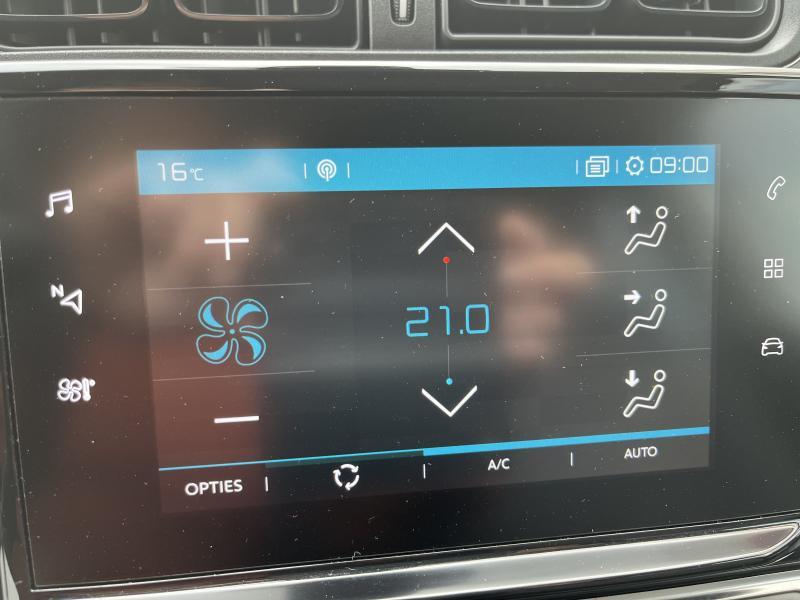 16°C
09:00
N
21.0
OPTIES
A/C
AUTO